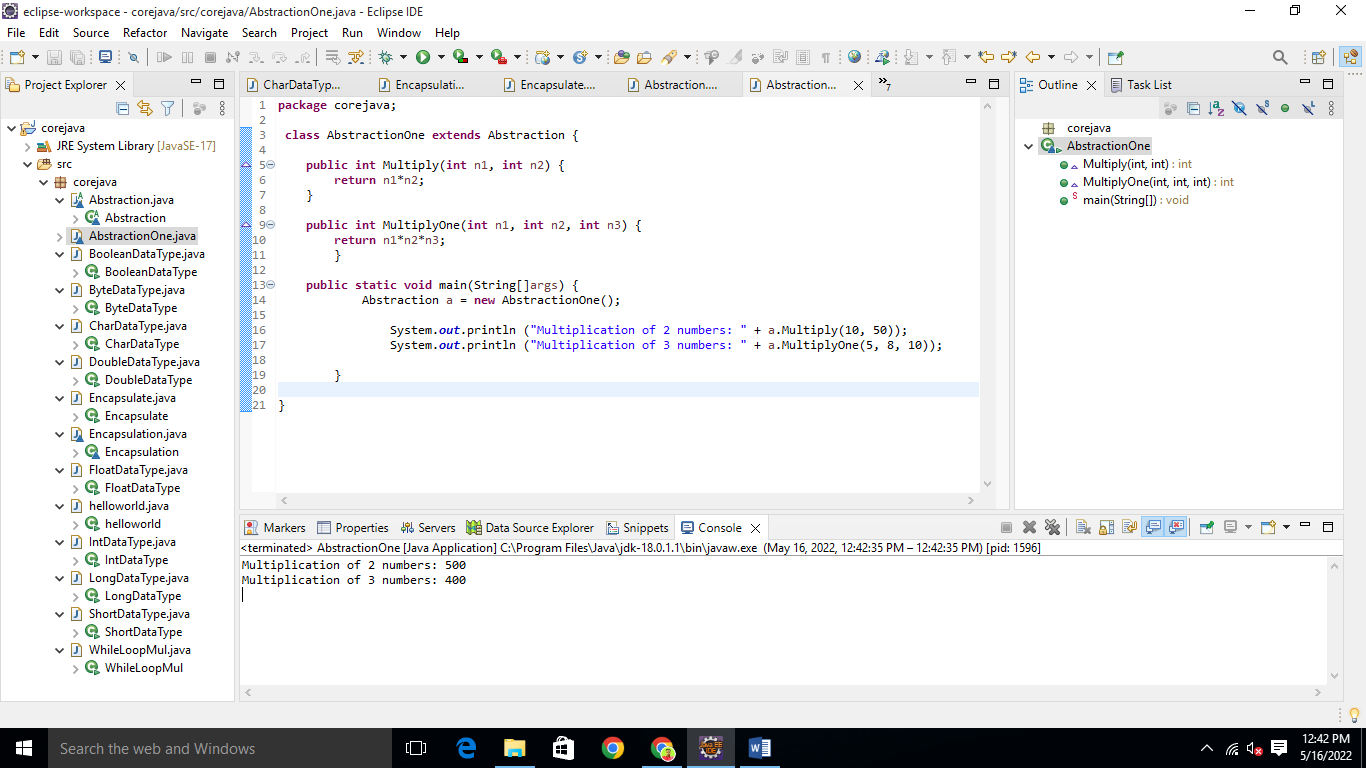 eclipse-workspace - corejava/src/corejava/AbstractionOne.java - Eclipse IDE
File Edit Source Refactor Navigate Search Project Run Window Help
Project Explorer
corejava
JRE System Library [JavaSE-17]
src
corejava
Abstraction.java
Abstraction
AbstractionOne.java
BooleanDataType.java
BooleanDataType
ByteDataType.java
ByteDataType
CharDataType.java
CharDataType
DoubleDataType.java
DoubleDataType
Encapsulate.java
Encapsulate
Encapsulation.java
Encapsulation
FloatDataType.java
FloatDataType
helloworld.java
helloworld
IntDataType.java
IntDataType
LongDataType.java
LongDataType
ShortDataType.java
ShortDataType
WhileLoopMul.java
WhileLoopMul
CharDataTyp... Encapsulati... Encapsulate.... Abstraction.... Abstraction... »7
1 package corejava;
2
3 class AbstractionOne extends Abstraction {
4
5 public int Multiply(int n1, int n2) {
6 return n1*n2;
7 }
8
9 public int MultiplyOne(int n1, int n2, int n3) {
10 return n1*n2*n3;
11 }
12
13 public static void main(String[]args) {
14 Abstraction a = new AbstractionOne();
15
16 System.out.println ("Multiplication of 2 numbers: " + a.Multiply(10, 50));
17 System.out.println ("Multiplication of 3 numbers: " + a.MultiplyOne(5, 8, 10));
18
19 }
20
21 }
Outline Task List
corejava
AbstractionOne
Multiply(int, int) : int
MultiplyOne(int, int, int) : int
main(String[]) : void
Markers Properties Servers Data Source Explorer Snippets Console
<terminated> AbstractionOne [Java Application] C:\Program Files\Java\jdk-18.0.1.1\bin\javaw.exe (May 16, 2022, 12:42:35 PM – 12:42:35 PM) [pid: 1596]
Multiplication of 2 numbers: 500
Multiplication of 3 numbers: 400
Search the web and Windows
12:42 PM
5/16/2022